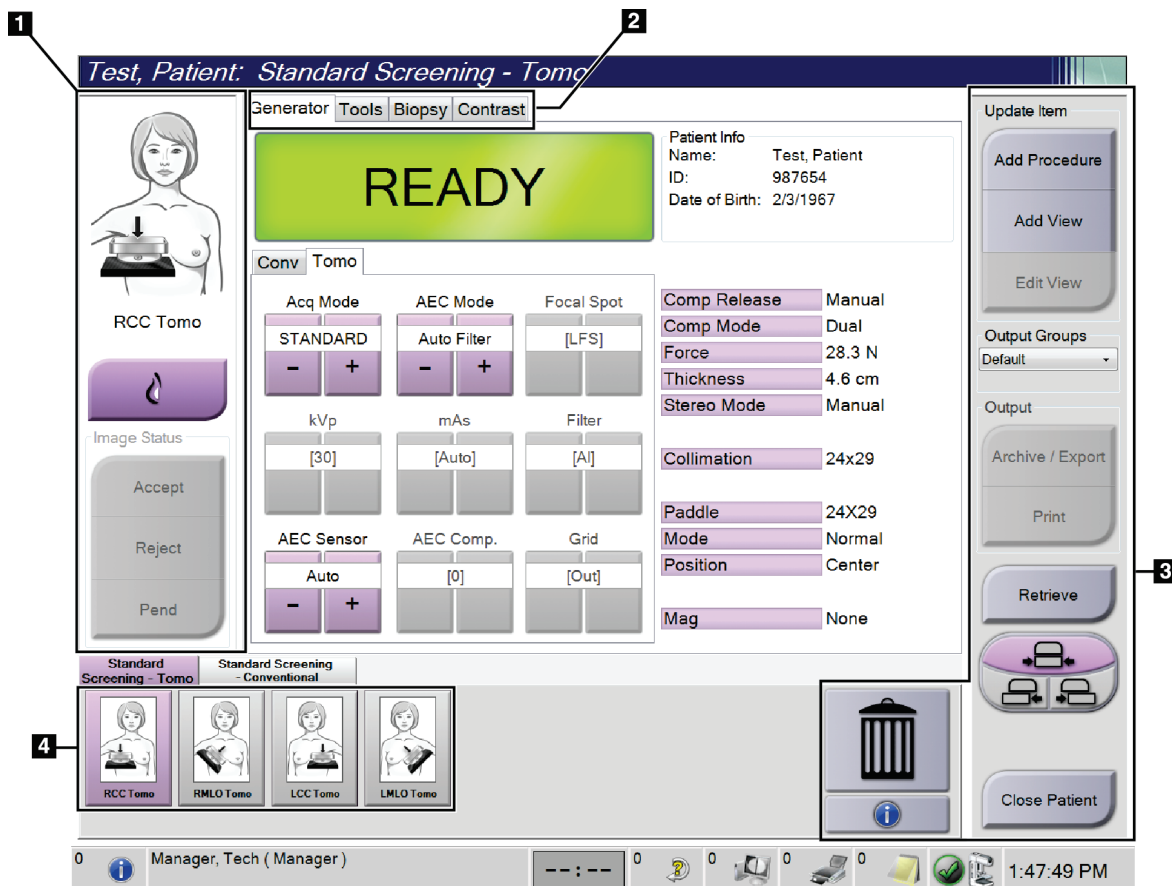 1
2
Test, Patient: Standard Screening - Tomo
Generator Tools Biopsy Contrast
READY
Patient Info
Name: Test, Patient
ID: 987654
Date of Birth: 2/3/1967
RCC Tomo
Image Status
Accept
Reject
Pend
Conv Tomo
Acq Mode AEC Mode Focal Spot
STANDARD Auto Filter [LFS]
- + - +
kVp mAs Filter
[30] [Auto] [Al]
AEC Sensor AEC Comp. Grid
Auto [0] [Out]
- +
Comp Release Manual
Comp Mode Dual
Force 28.3 N
Thickness 4.6 cm
Stereo Mode Manual
Collimation 24x29
Paddle 24X29
Mode Normal
Position Center
Mag None
Update Item
Add Procedure
Add View
Edit View
Output Groups
Default
Output
Archive / Export
Print
3
Retrieve
Close Patient
Standard
Screening - Tomo
Standard Screening
- Conventional
4
RCC Tomo RMLO Tomo LCC Tomo LMLO Tomo
0 Manager, Tech ( Manager ) --:-- 0 0 0 0 1:47:49 PM